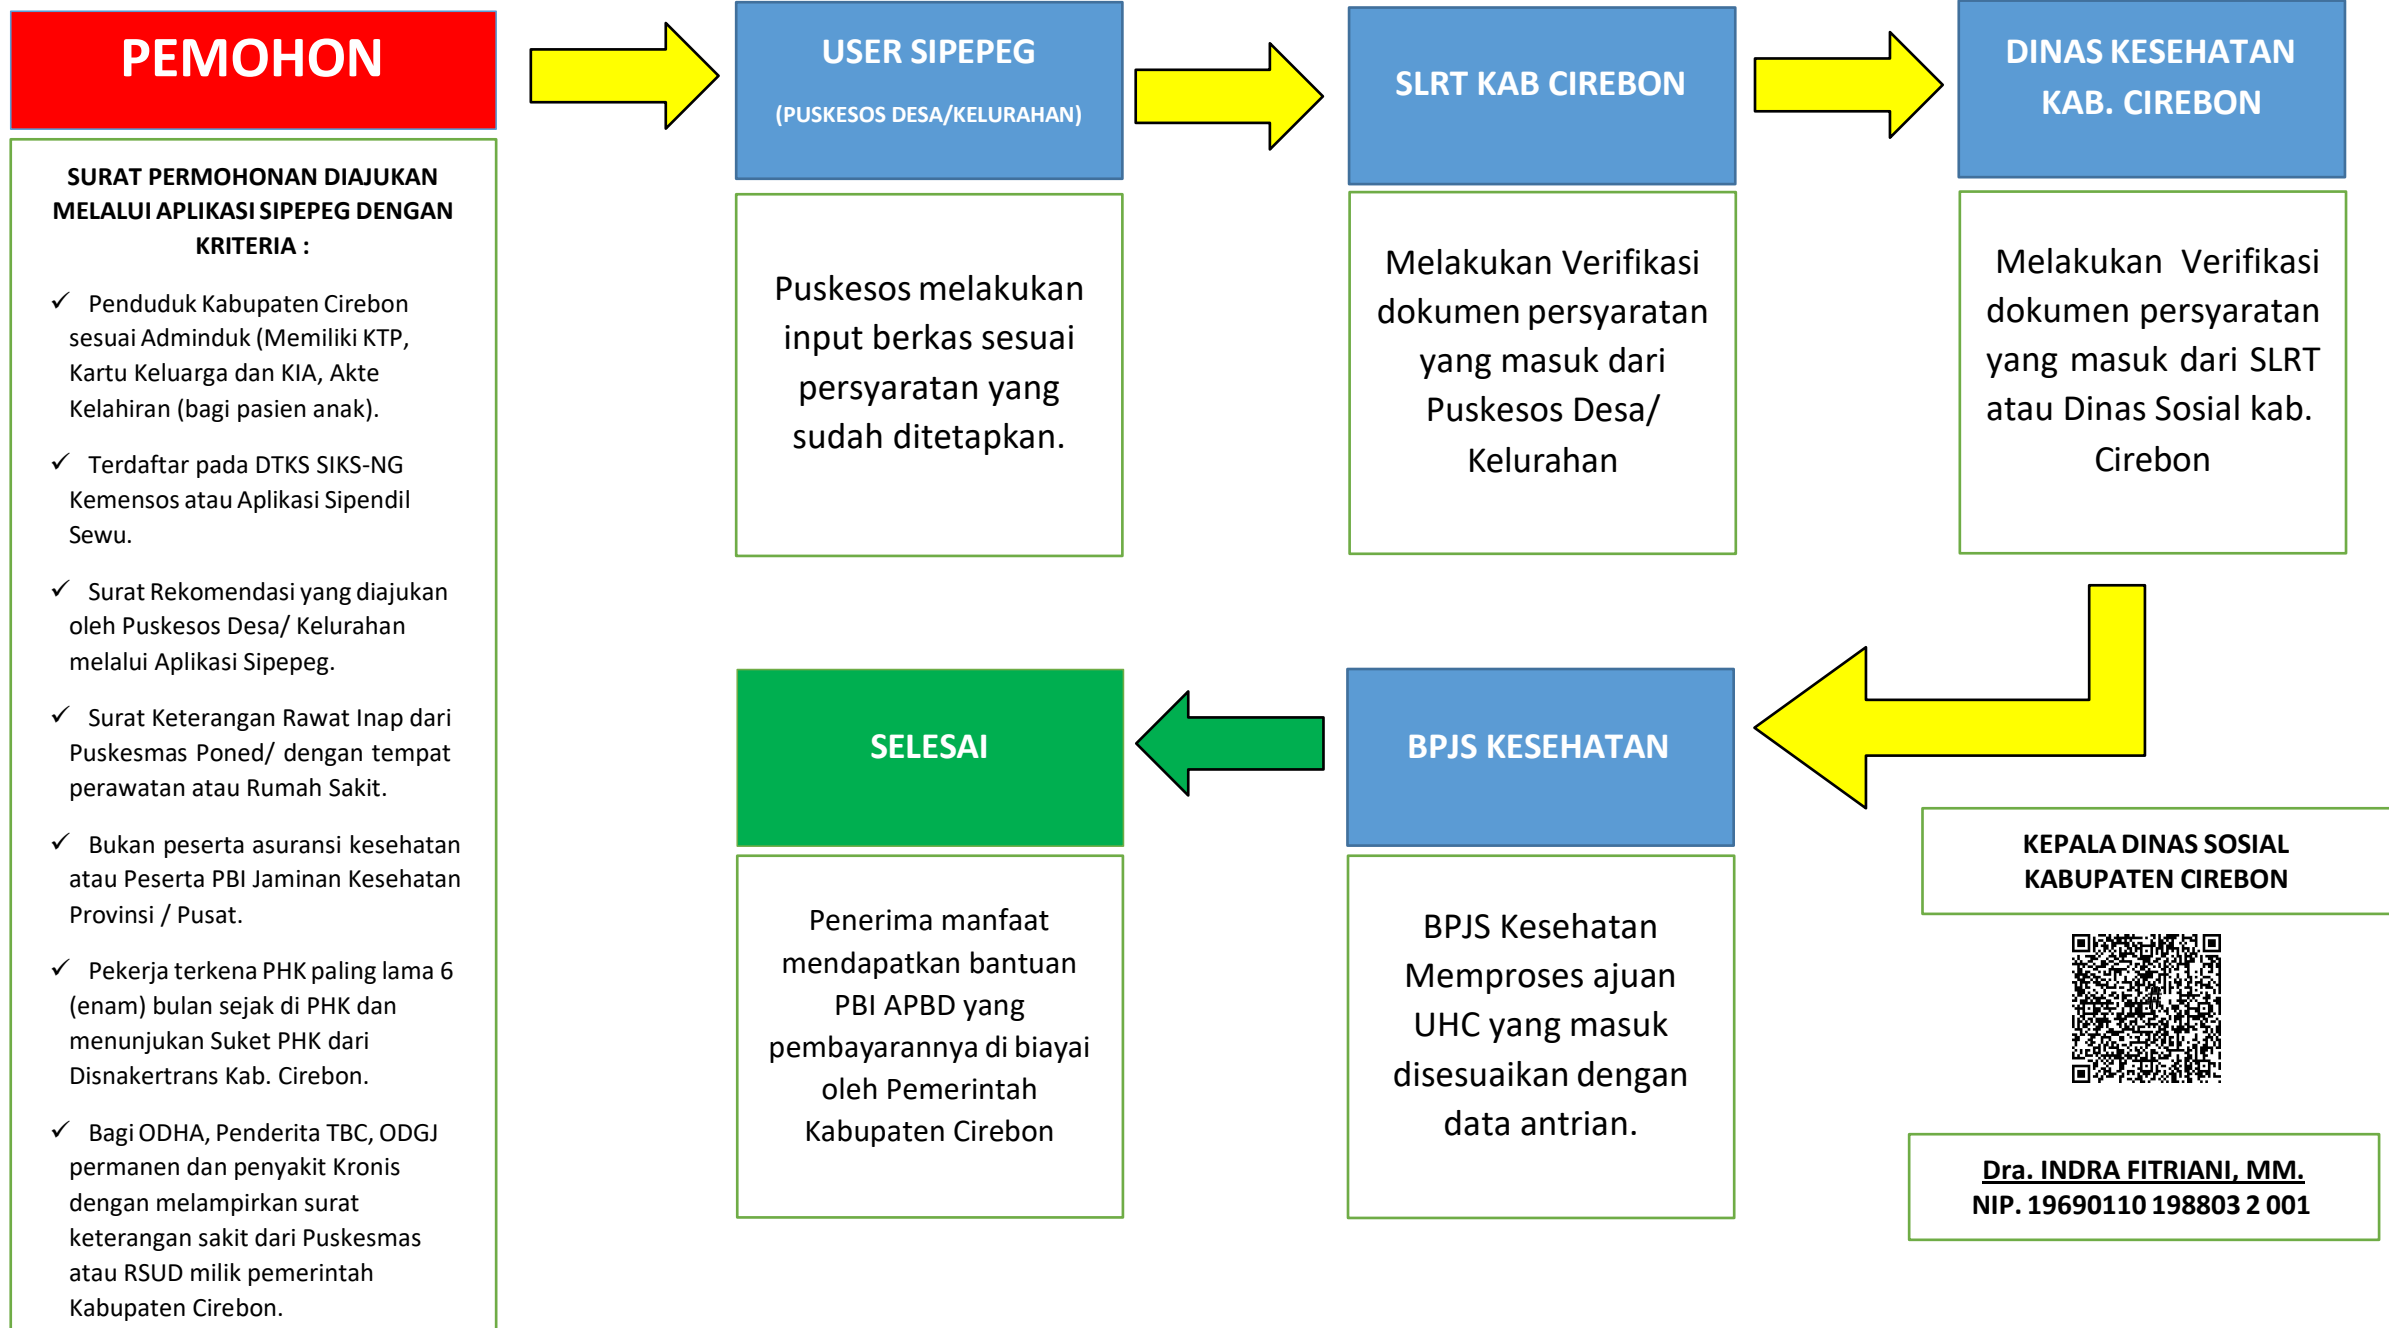 PEMOHON
SURAT PERMOHONAN DIAJUKAN
MELALUI APLIKASI SIPEPEG DENGAN
KRITERIA :
✓ Penduduk Kabupaten Cirebon
sesuai Adminduk (Memiliki KTP,
Kartu Keluarga dan KIA, Akte
Kelahiran (bagi pasien anak).
✓ Terdaftar pada DTKS SIKS-NG
Kemensos atau Aplikasi Sipendil
Sewu.
✓ Surat Rekomendasi yang diajukan
oleh Puskesos Desa/ Kelurahan
melalui Aplikasi Sipepeg.
✓ Surat Keterangan Rawat Inap dari
Puskesmas Poned/ dengan tempat
perawatan atau Rumah Sakit.
✓ Bukan peserta asuransi kesehatan
atau Peserta PBI Jaminan Kesehatan
Provinsi / Pusat.
✓ Pekerja terkena PHK paling lama 6
(enam) bulan sejak di PHK dan
menunjukan Suket PHK dari
Disnakertrans Kab. Cirebon.
✓ Bagi ODHA, Penderita TBC, ODGJ
permanen dan penyakit Kronis
dengan melampirkan surat
keterangan sakit dari Puskesmas
atau RSUD milik pemerintah
Kabupaten Cirebon.
USER SIPEPEG
(PUSKESOS DESA/KELURAHAN)
Puskesos melakukan
input berkas sesuai
persyaratan yang
sudah ditetapkan.
SLRT KAB CIREBON
Melakukan Verifikasi
dokumen persyaratan
yang masuk dari
Puskesos Desa/
Kelurahan
DINAS KESEHATAN
KAB. CIREBON
Melakukan Verifikasi
dokumen persyaratan
yang masuk dari SLRT
atau Dinas Sosial kab.
Cirebon
BPJS KESEHATAN
BPJS Kesehatan
Memproses ajuan
UHC yang masuk
disesuaikan dengan
data antrian.
SELESAI
Penerima manfaat
mendapatkan bantuan
PBI APBD yang
pembayarannya di biayai
oleh Pemerintah
Kabupaten Cirebon
KEPALA DINAS SOSIAL
KABUPATEN CIREBON
Dra. INDRA FITRIANI, MM.
NIP. 19690110 198803 2 001